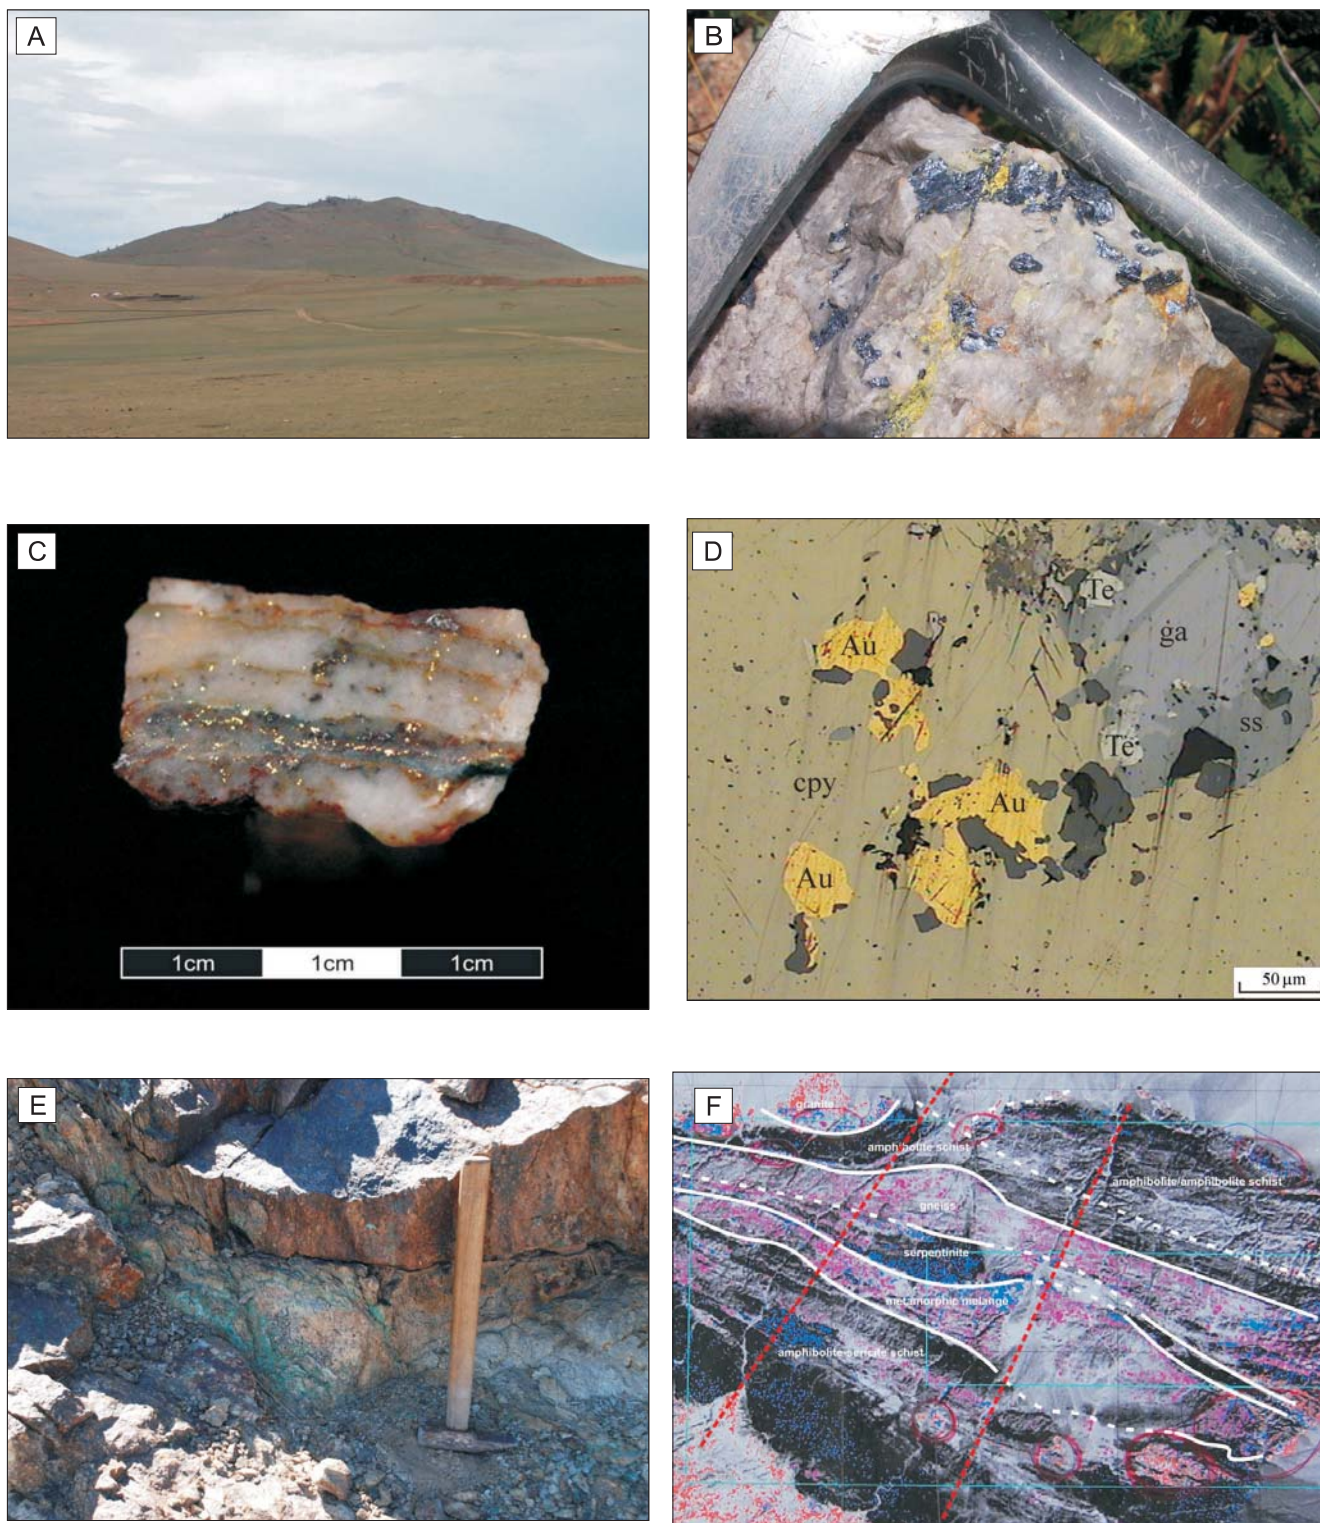 A
B
C
1cm 1cm 1cm
D
Te
Au
ga
ss
Te
cpy
Au
Au
50 µm
E
F
granite
amphibolite schist
amphibolite/amphibolite schist
gneiss
serpentinite
metamorphic melange
amphibolite-sericite schist